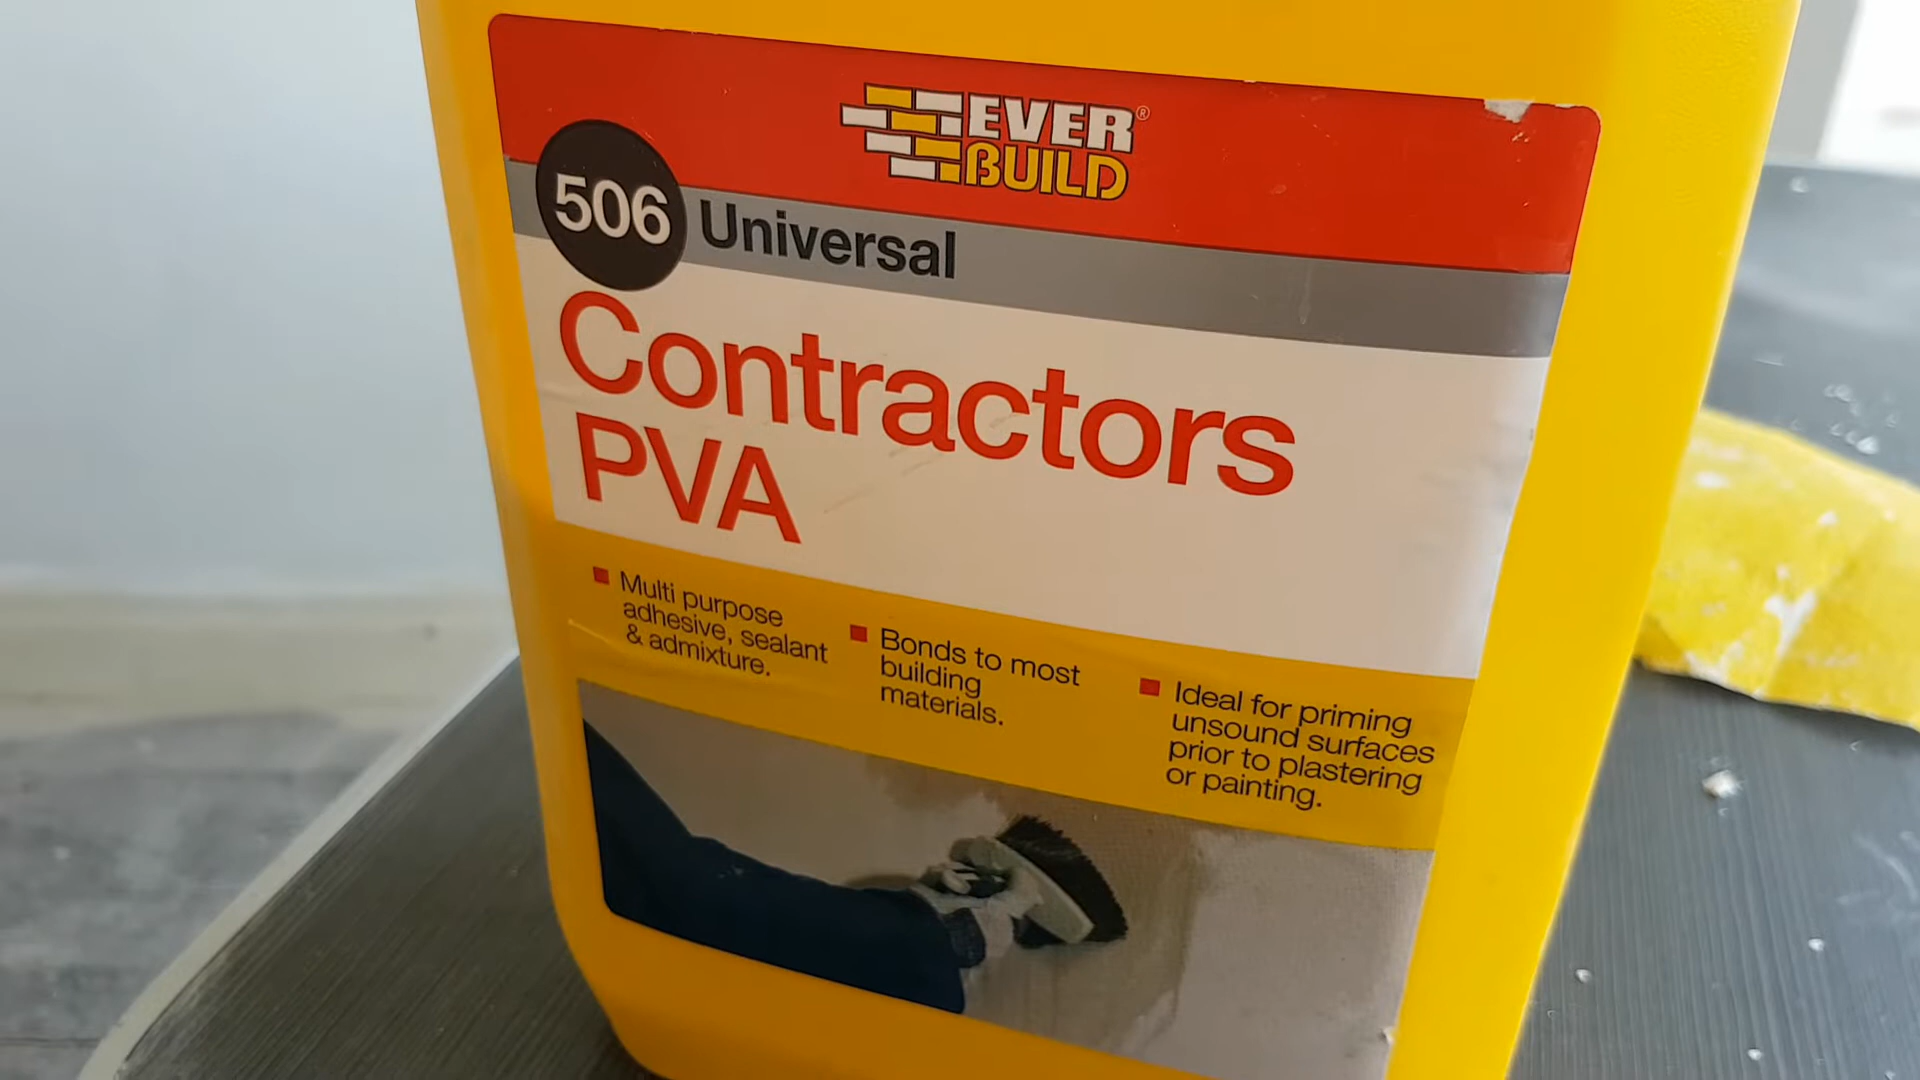 EVER®
BUILD
506 Universal
Contractors
PVA
Multi purpose
adhesive, sealant
& admixture.
Bonds to most
building
materials.
Ideal for priming
unsound surfaces
prior to plastering
or painting.